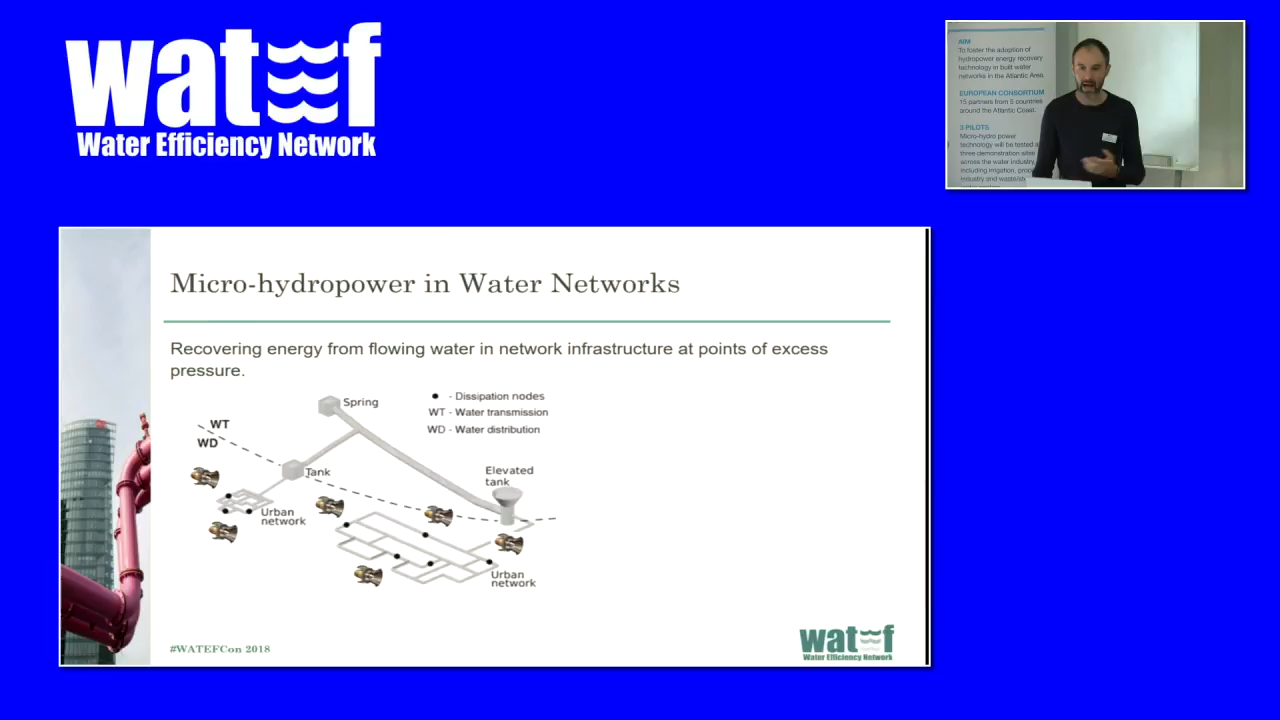 watef
Water Efficiency Network
AIM
To foster the adoption of
hydropower energy recovery
technology in built water
networks in the Atlantic Area.
EUROPEAN CONSORTIUM
15 partners from 5 countries
around the Atlantic Coast.
3 PILOTS
Micro-hydro power
technology will be tested
three demonstration sites
across the water industry,
including irrigation,
industry and
Micro-hydropower in Water Networks
Recovering energy from flowing water in network infrastructure at points of excess
pressure.
Spring
- Dissipation nodes
WT - Water transmission
WD - Water distribution
WT
WD
Tank
Elevated
tank
Urban
network
Urban
network
#WATEFCon 2018
watef
Water Efficiency Network